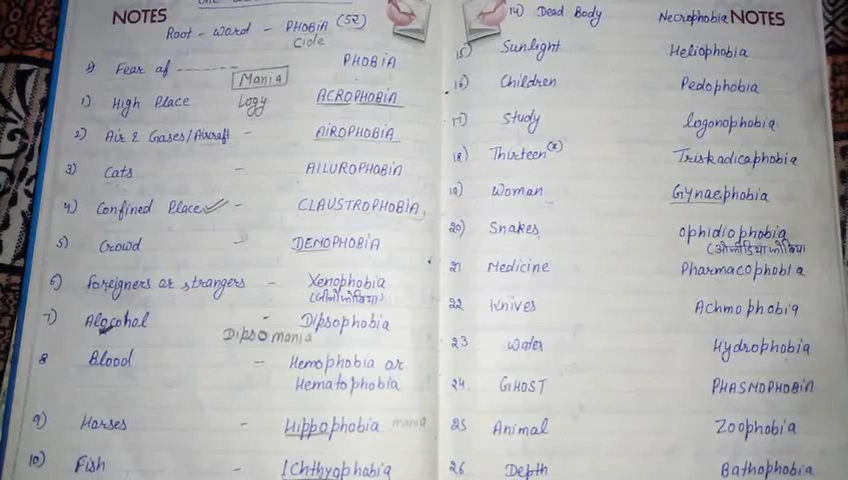 NOTES
Root - word - PHOBIA (डर)
Cide
Fear of -------- PHOBIA
Mania
1) High Place Logy ACROPHOBIA
2) Air & Gases/Aircraft - AIROPHOBIA
3) Cats - AILUROPHOBIA
4) Confined Place - CLAUSTROPHOBIA,
5) Crowd DEMOPHOBIA
6) foreigners or strangers - Xenophobia
(जीनोफोबिया)
7) Alocohol - Dipsophobia
Dipsomania
8 Blood - Hemophobia or
Hematophobia
9) Horses - Hippophobia mania
10) Fish - Ichthyophobia
14) Dead Body Necrophobia NOTES
15) Sunlight Heliophobia
16) Children Pedophobia
17) Study logonophobia
18) Thirteen (x) Triskadicaphobia
19) Woman Gynaephobia
20) Snakes ophidiophobia
(ओफीडियोफोबिया
21 Medicine Pharmacophobia
22 Knives Achmophobia
23 water Hydrophobia
24. GHOST PHASMOPHOBIA
25 Animal Zoophobia
26 Depth Bathophobia